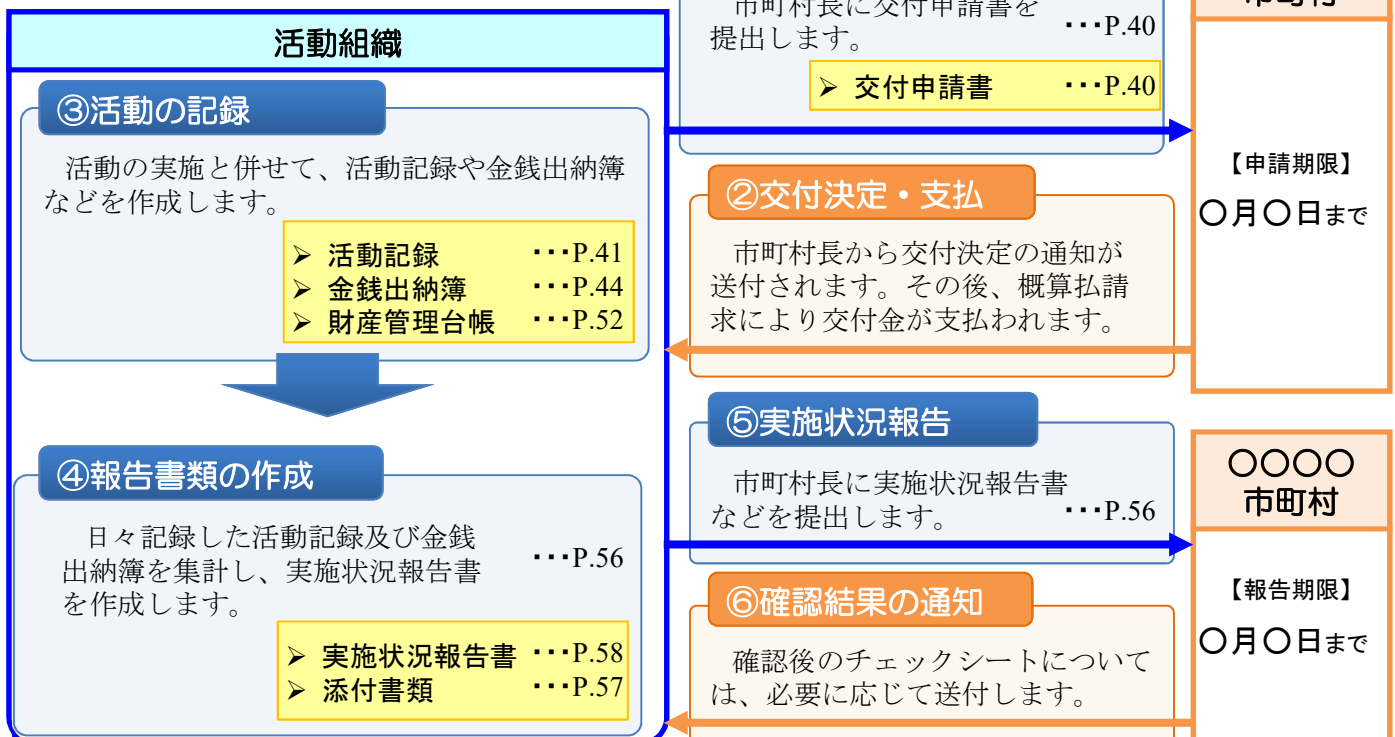 活動組織
③活動の記録
活動の実施と併せて、活動記録や金銭出納簿
などを作成します。
➢ 活動記録 ･･･P.41
➢ 金銭出納簿 ･･･P.44
➢ 財産管理台帳 ･･･P.52
④報告書類の作成
日々記録した活動記録及び金銭
出納簿を集計し、実施状況報告書
を作成します。
･･･P.56
➢ 実施状況報告書 ･･･P.58
➢ 添付書類 ･･･P.57
市町村長に交付申請書を
提出します。 ･･･P.40
➢ 交付申請書 ･･･P.40
②交付決定・支払
市町村長から交付決定の通知が
送付されます。その後、概算払請
求により交付金が支払われます。
⑤実施状況報告
市町村長に実施状況報告書
などを提出します。 ･･･P.56
⑥確認結果の通知
確認後のチェックシートについて
は、必要に応じて送付します。
市町村
【申請期限】
〇月〇日まで
〇〇〇〇
市町村
【報告期限】
〇月〇日まで